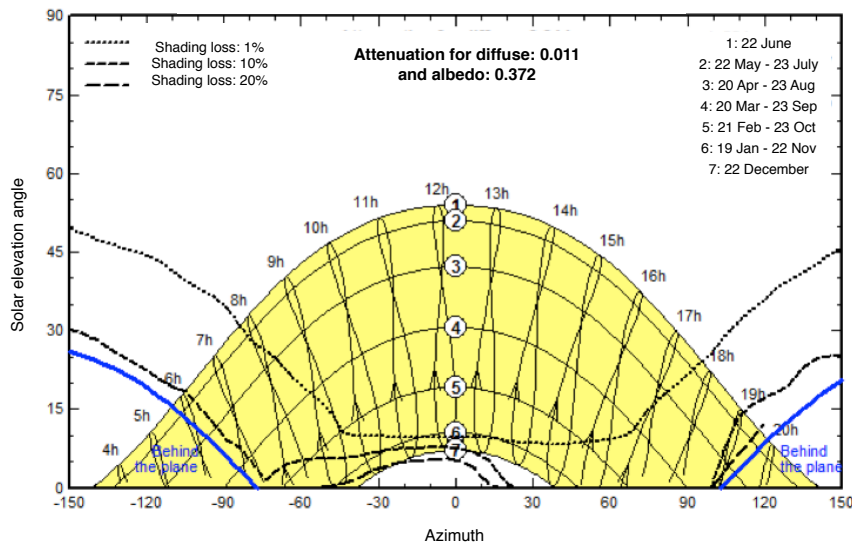 90
75
60
45
30
15
0
Solar elevation angle
Shading loss: 1%
Shading loss: 10%
Shading loss: 20%
Attenuation for diffuse: 0.011
and albedo: 0.372
1: 22 June
2: 22 May - 23 July
3: 20 Apr - 23 Aug
4: 20 Mar - 23 Sep
5: 21 Feb - 23 Oct
6: 19 Jan - 22 Nov
7: 22 December
4h
5h
6h
7h
8h
9h
10h
11h
12h
13h
14h
15h
16h
17h
18h
19h
20h
1
2
3
4
5
6
7
Behind
the plane
Behind
the plane
-150 -120 -90 -60 -30 0 30 60 90 120 150
Azimuth